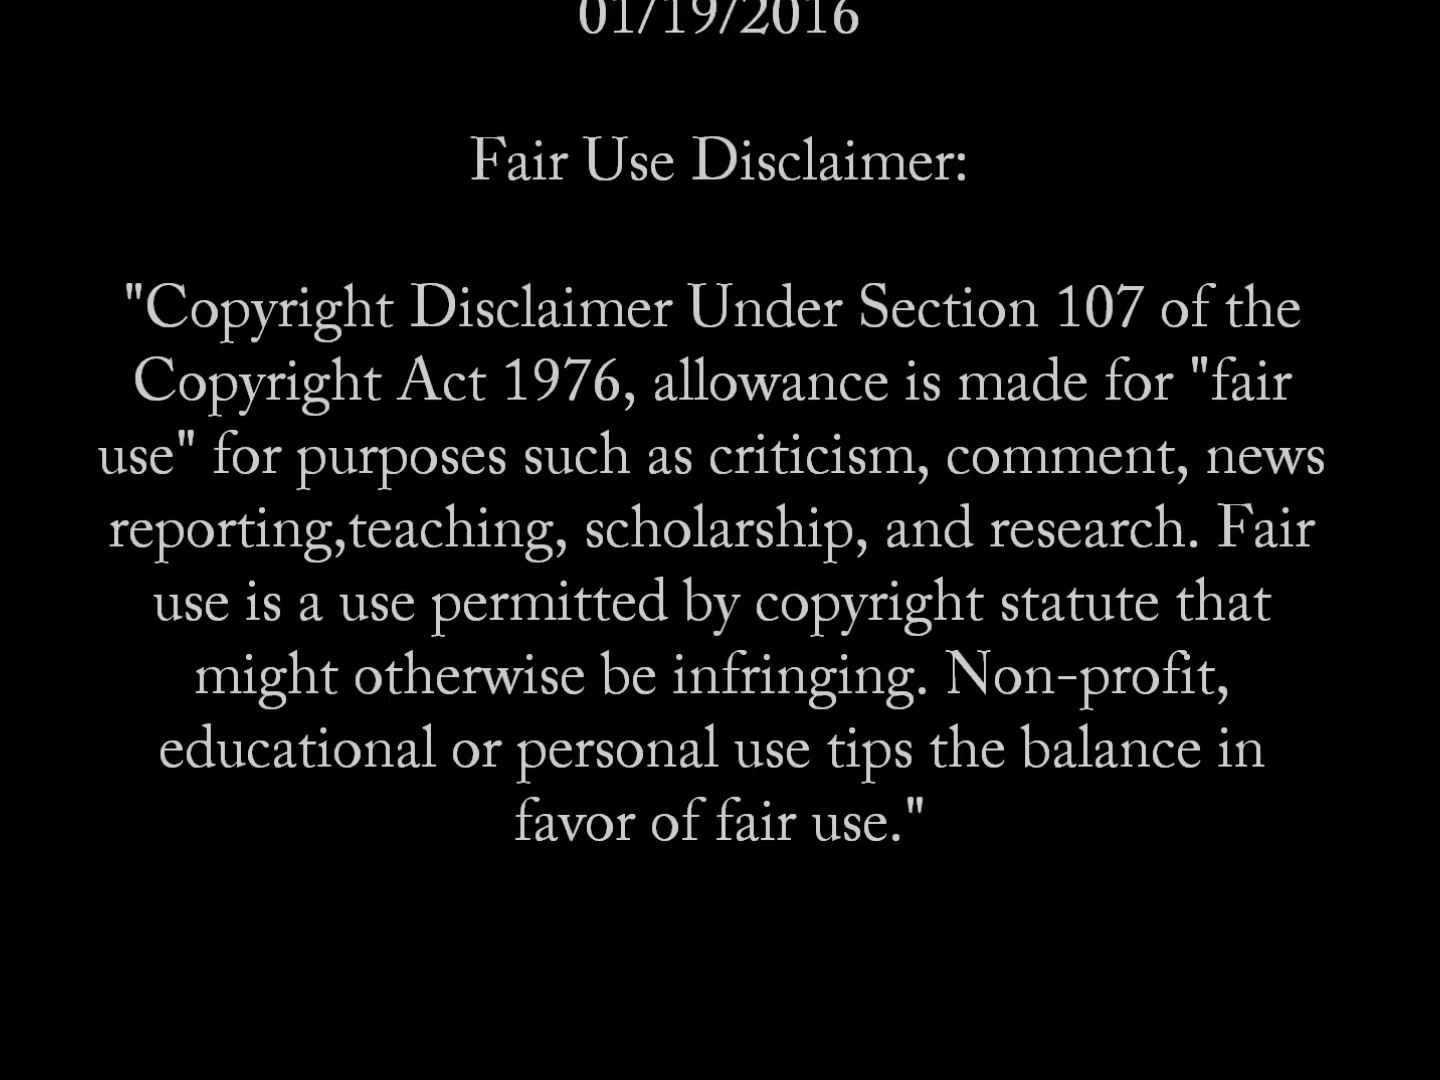 01/19/2016
Fair Use Disclaimer:
"Copyright Disclaimer Under Section 107 of the
Copyright Act 1976, allowance is made for "fair
use" for purposes such as criticism, comment, news
reporting,teaching, scholarship, and research. Fair
use is a use permitted by copyright statute that
might otherwise be infringing. Non-profit,
educational or personal use tips the balance in
favor of fair use."